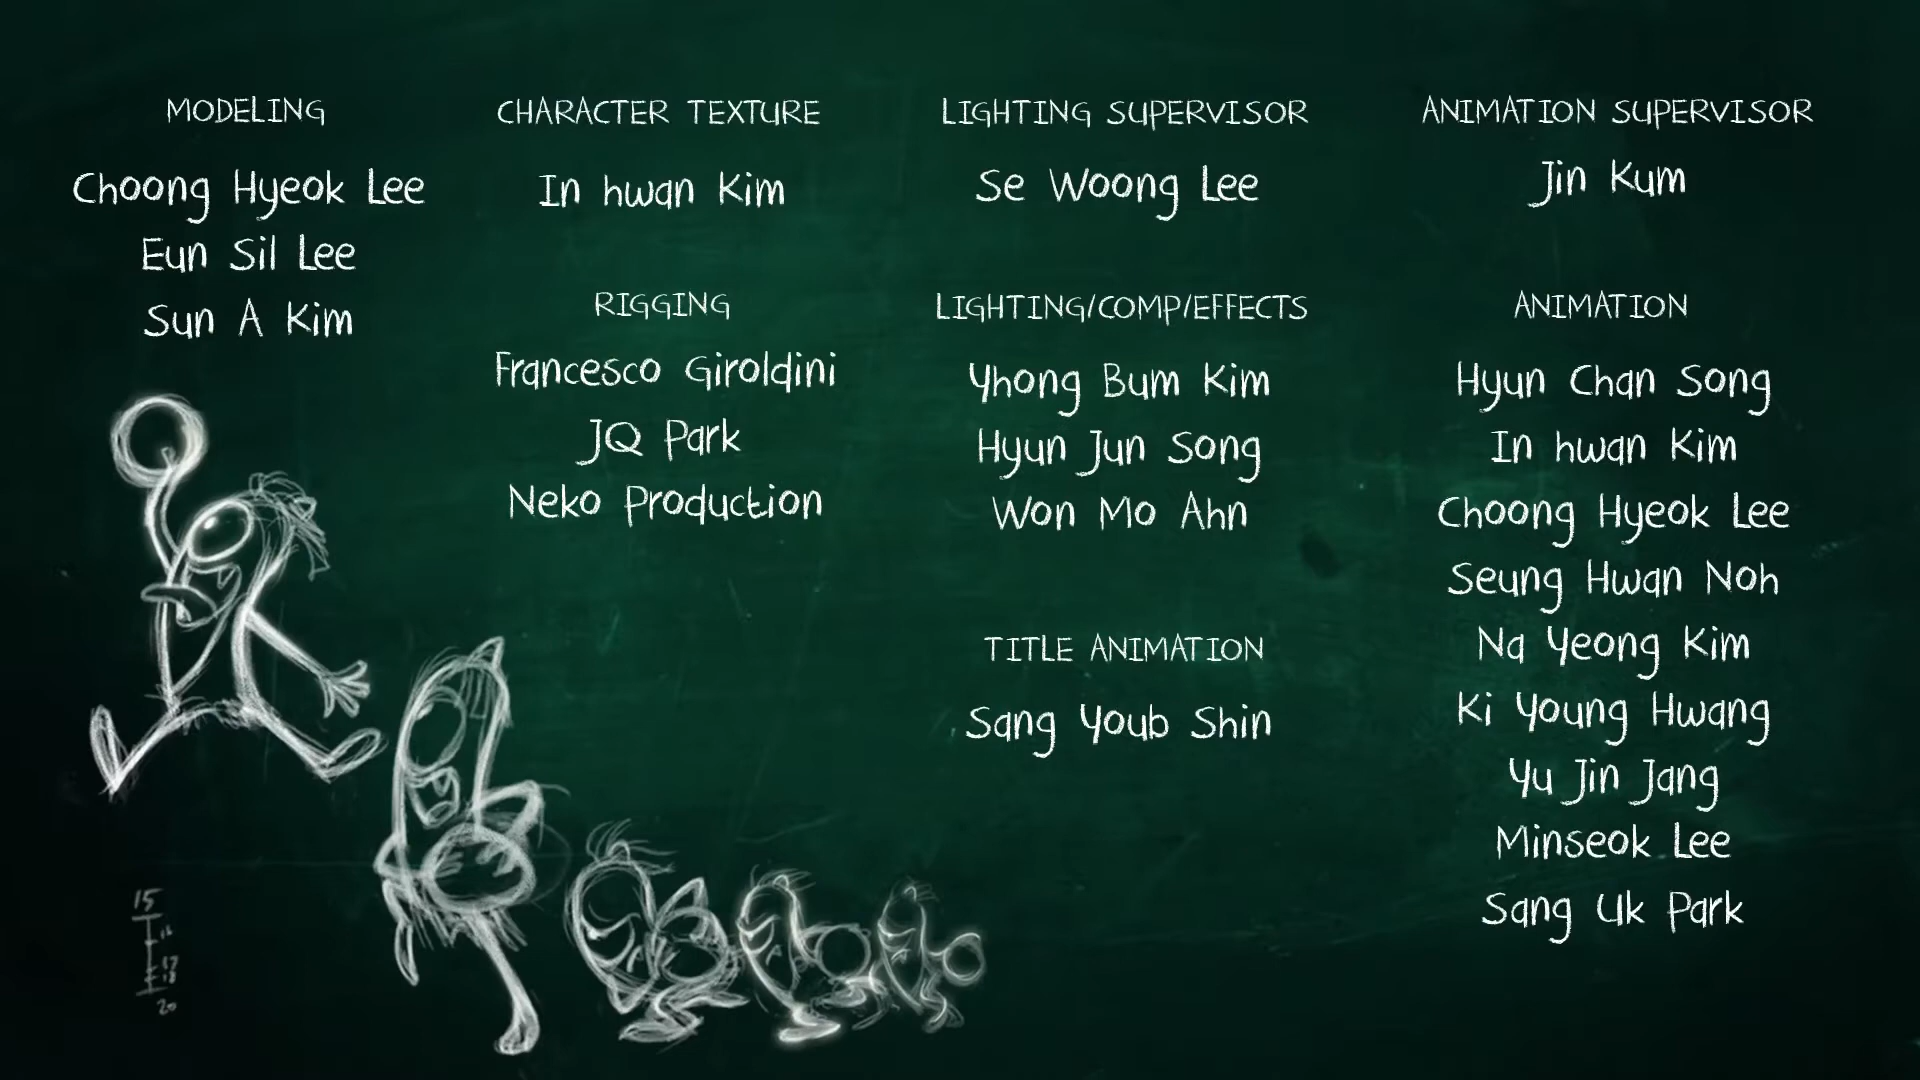 MODELING
Choong Hyeok Lee
Eun Sil Lee
Sun A Kim
CHARACTER TEXTURE
In hwan Kim
RIGGING
Francesco Giroldini
JQ Park
Neko Production
LIGHTING SUPERVISOR
Se Woong Lee
LIGHTING/COMP/EFFECTS
Yhong Bum Kim
Hyun Jun Song
Won Mo Ahn
TITLE ANIMATION
Sang Youb Shin
ANIMATION SUPERVISOR
Jin Kum
ANIMATION
Hyun Chan Song
In hwan Kim
Choong Hyeok Lee
Seung Hwan Noh
Na Yeong Kim
Ki Young Hwang
Yu Jin Jang
Minseok Lee
Sang Uk Park
15
17
18
20